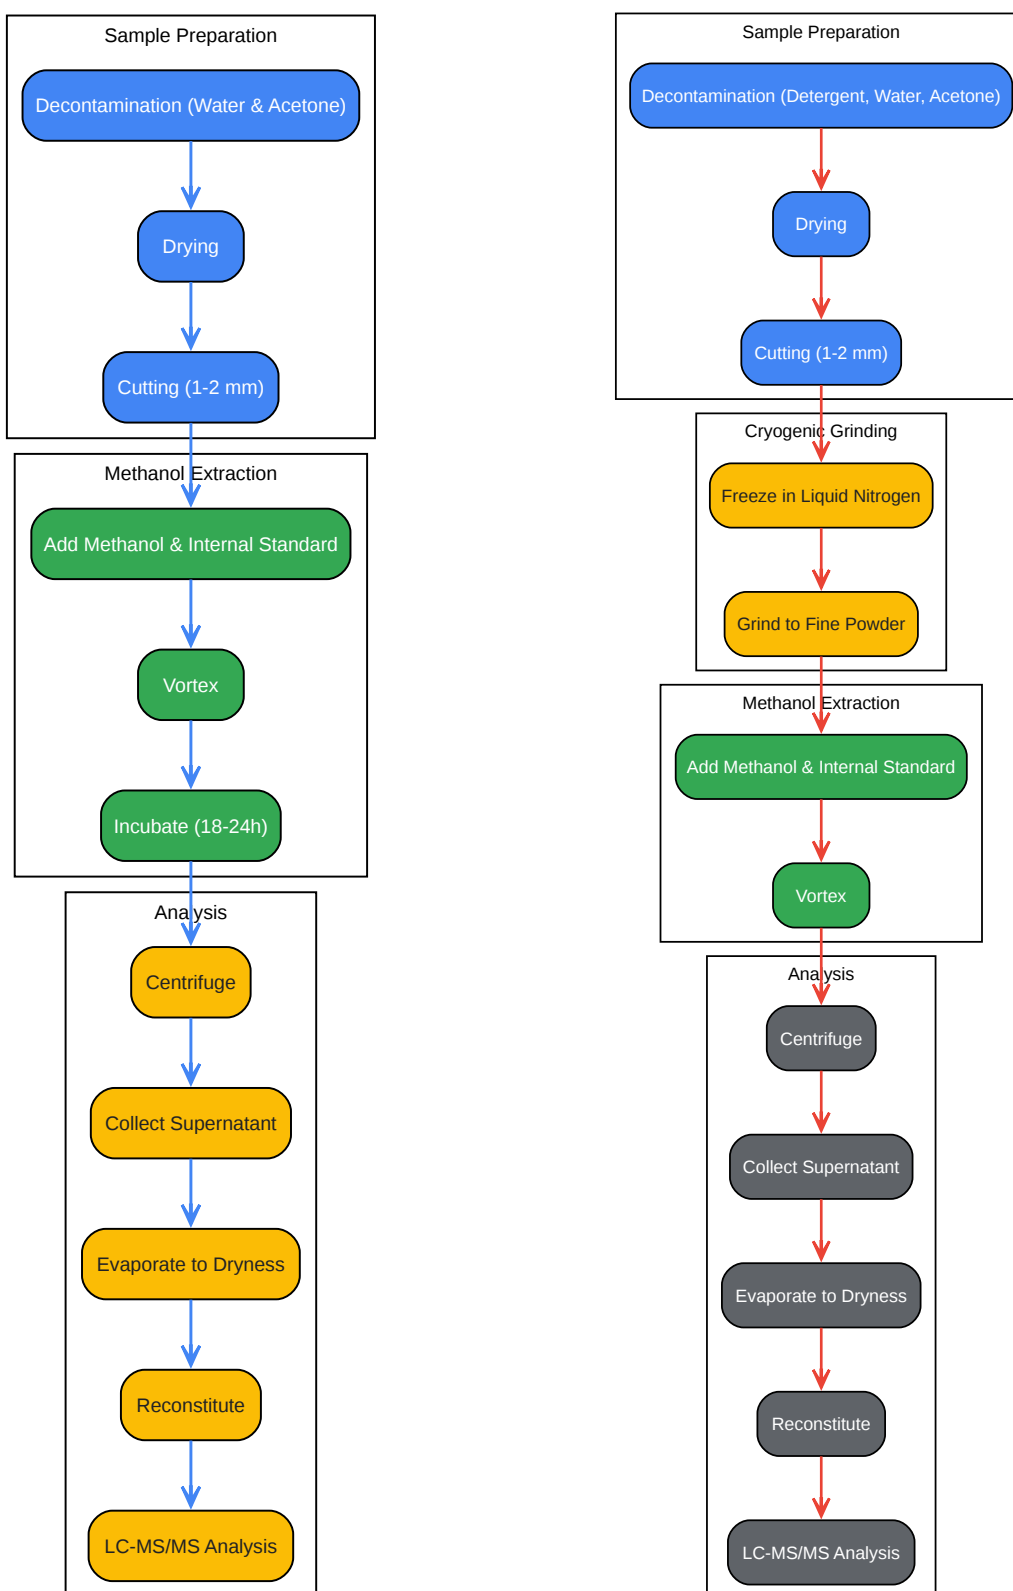 Sample Preparation
Decontamination (Water & Acetone)
Drying
Cutting (1-2 mm)
Methanol Extraction
Add Methanol & Internal Standard
Vortex
Incubate (18-24h)
Analysis
Centrifuge
Collect Supernatant
Evaporate to Dryness
Reconstitute
LC-MS/MS Analysis
Sample Preparation
Decontamination (Detergent, Water, Acetone)
Drying
Cutting (1-2 mm)
Cryogenic Grinding
Freeze in Liquid Nitrogen
Grind to Fine Powder
Methanol Extraction
Add Methanol & Internal Standard
Vortex
Analysis
Centrifuge
Collect Supernatant
Evaporate to Dryness
Reconstitute
LC-MS/MS Analysis